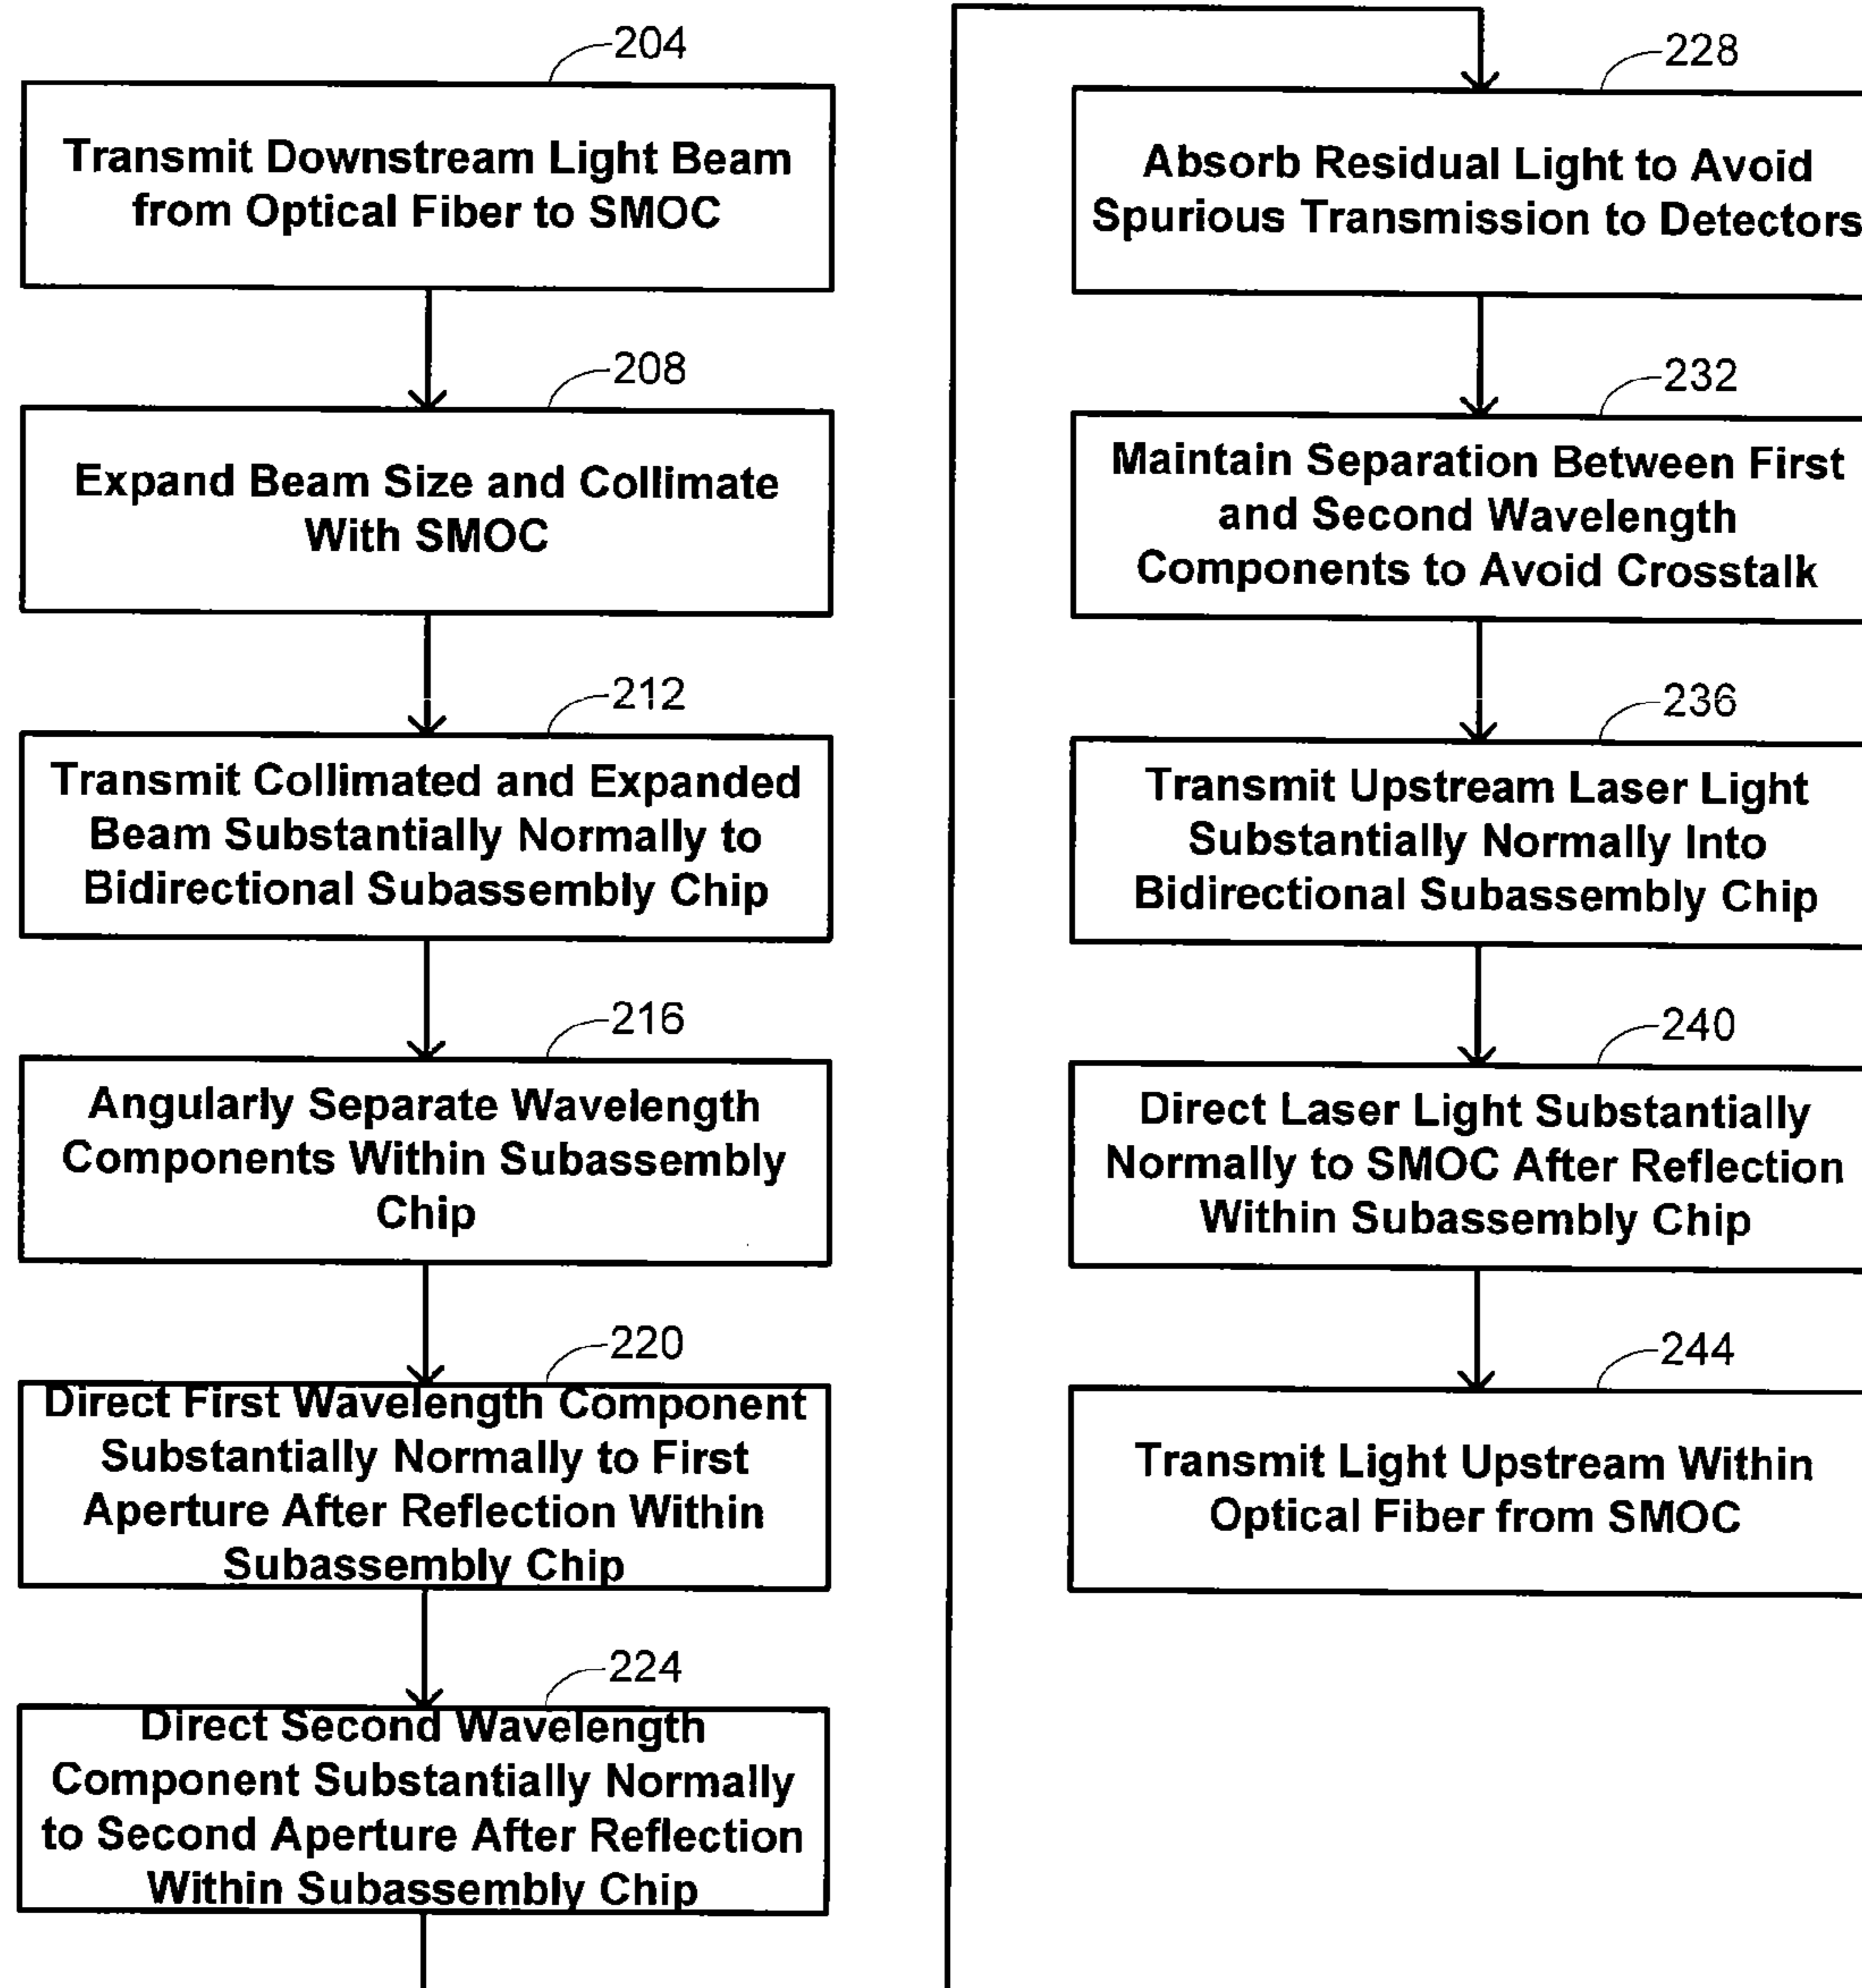 204
Transmit Downstream Light Beam
from Optical Fiber to SMOC
208
Expand Beam Size and Collimate
With SMOC
212
Transmit Collimated and Expanded
Beam Substantially Normally to
Bidirectional Subassembly Chip
216
Angularly Separate Wavelength
Components Within Subassembly
Chip
220
Direct First Wavelength Component
Substantially Normally to First
Aperture After Reflection Within
Subassembly Chip
224
Direct Second Wavelength
Component Substantially Normally
to Second Aperture After Reflection
Within Subassembly Chip
228
Absorb Residual Light to Avoid
Spurious Transmission to Detectors
232
Maintain Separation Between First
and Second Wavelength
Components to Avoid Crosstalk
236
Transmit Upstream Laser Light
Substantially Normally Into
Bidirectional Subassembly Chip
240
Direct Laser Light Substantially
Normally to SMOC After Reflection
Within Subassembly Chip
244
Transmit Light Upstream Within
Optical Fiber from SMOC